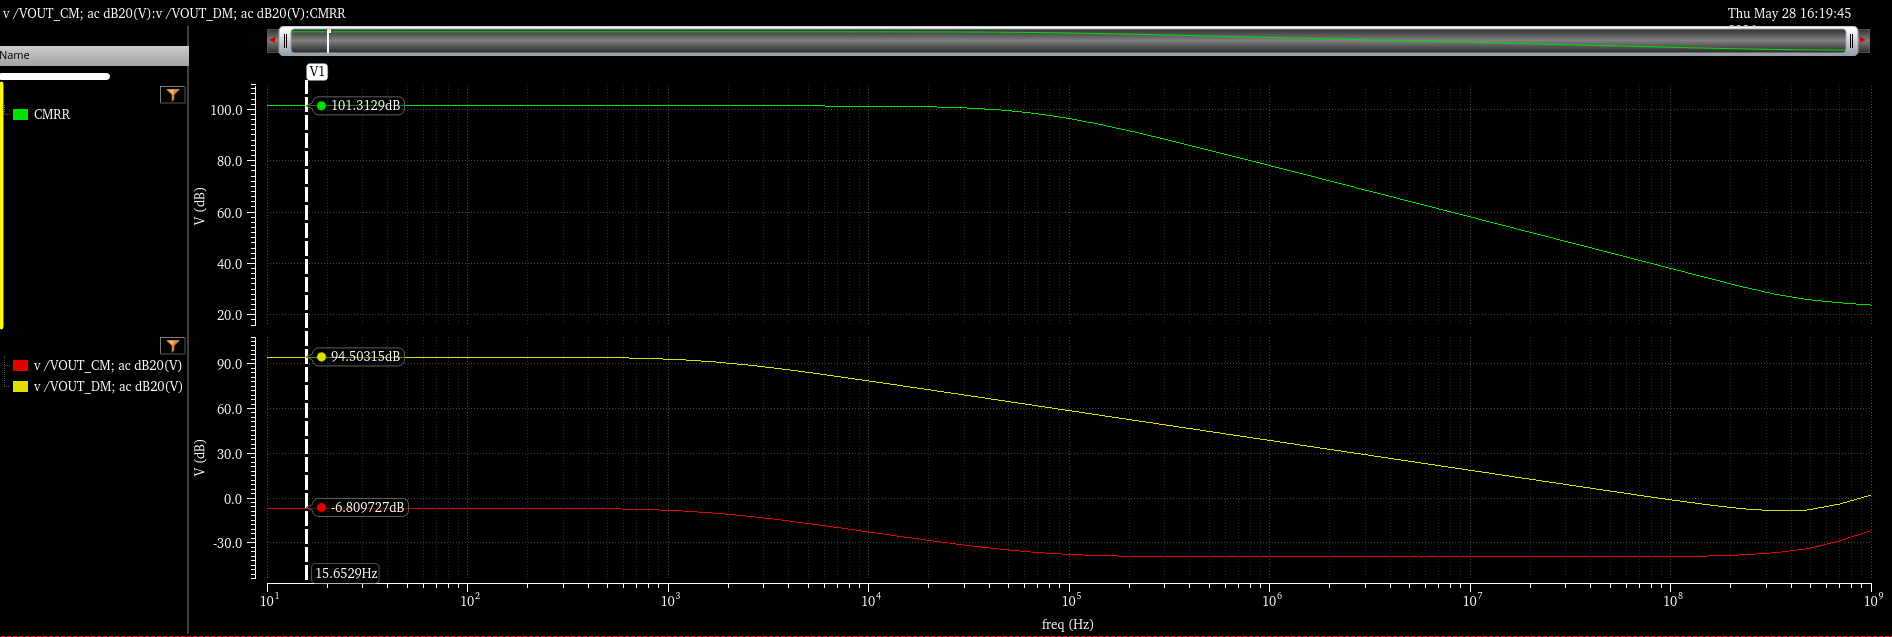 v /VOUT_CM; ac dB20(V):v /VOUT_DM; ac dB20(V):CMRR
Thu May 28 16:19:45
Name
V1
CMRR
101.3129dB
100.0
80.0
60.0
40.0
20.0
V (dB)
v /VOUT_CM; ac dB20(V)
v /VOUT_DM; ac dB20(V)
94.50315dB
90.0
60.0
30.0
0.0
-30.0
V (dB)
-6.809727dB
15.6529Hz
10¹ 10² 10³ 10⁴ 10⁵ 10⁶ 10⁷ 10⁸ 10⁹
freq (Hz)